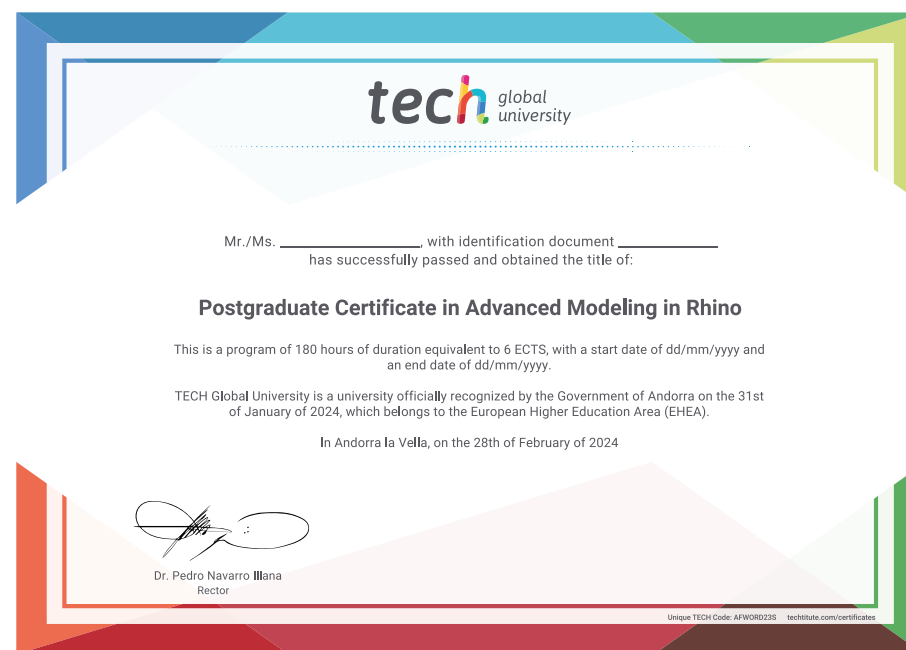 tech global
university
Mr./Ms. ____________, with identification document ____________
has successfully passed and obtained the title of:
Postgraduate Certificate in Advanced Modeling in Rhino
This is a program of 180 hours of duration equivalent to 6 ECTS, with a start date of dd/mm/yyyy and
an end date of dd/mm/yyyy.
TECH Global University is a university officially recognized by the Government of Andorra on the 31st
of January of 2024, which belongs to the European Higher Education Area (EHEA).
In Andorra la Vella, on the 28th of February of 2024
Dr. Pedro Navarro Illana
Rector
Unique TECH Code: AFWORD23S techtitute.com/certificates